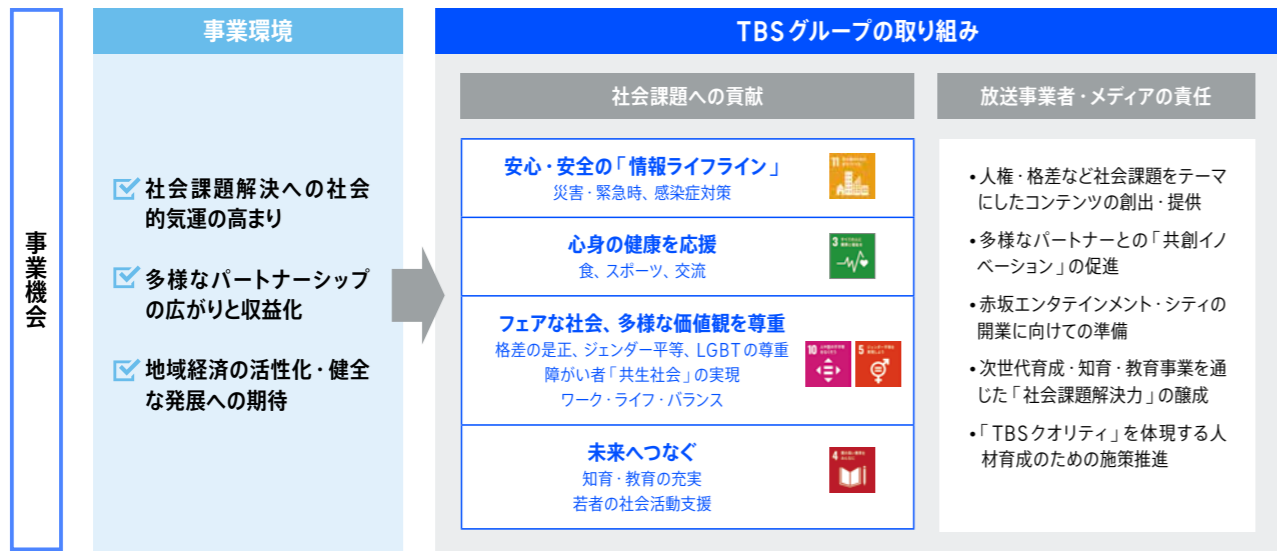 事業機会
事業環境
社会課題解決への社会
的気運の高まり
多様なパートナーシップ
の広がりと収益化
地域経済の活性化・健全
な発展への期待
TBSグループの取り組み
社会課題への貢献
安心・安全の「情報ライフライン」
災害・緊急時、感染症対策
11
心身の健康を応援
食、スポーツ、交流
3
フェアな社会、多様な価値観を尊重
格差の是正、ジェンダー平等、LGBTの尊重
障がい者「共生社会」の実現
ワーク・ライフ・バランス
10
5
未来へつなぐ
知育・教育の充実
若者の社会活動支援
4
放送事業者・メディアの責任
・人権・格差など社会課題をテーマ
にしたコンテンツの創出・提供
・多様なパートナーとの「共創イノ
ベーション」の促進
・赤坂エンタテインメント・シティの
開業に向けての準備
・次世代育成・知育・教育事業を通
じた「社会課題解決力」の醸成
・「TBSクオリティ」を体現する人
材育成のための施策推進